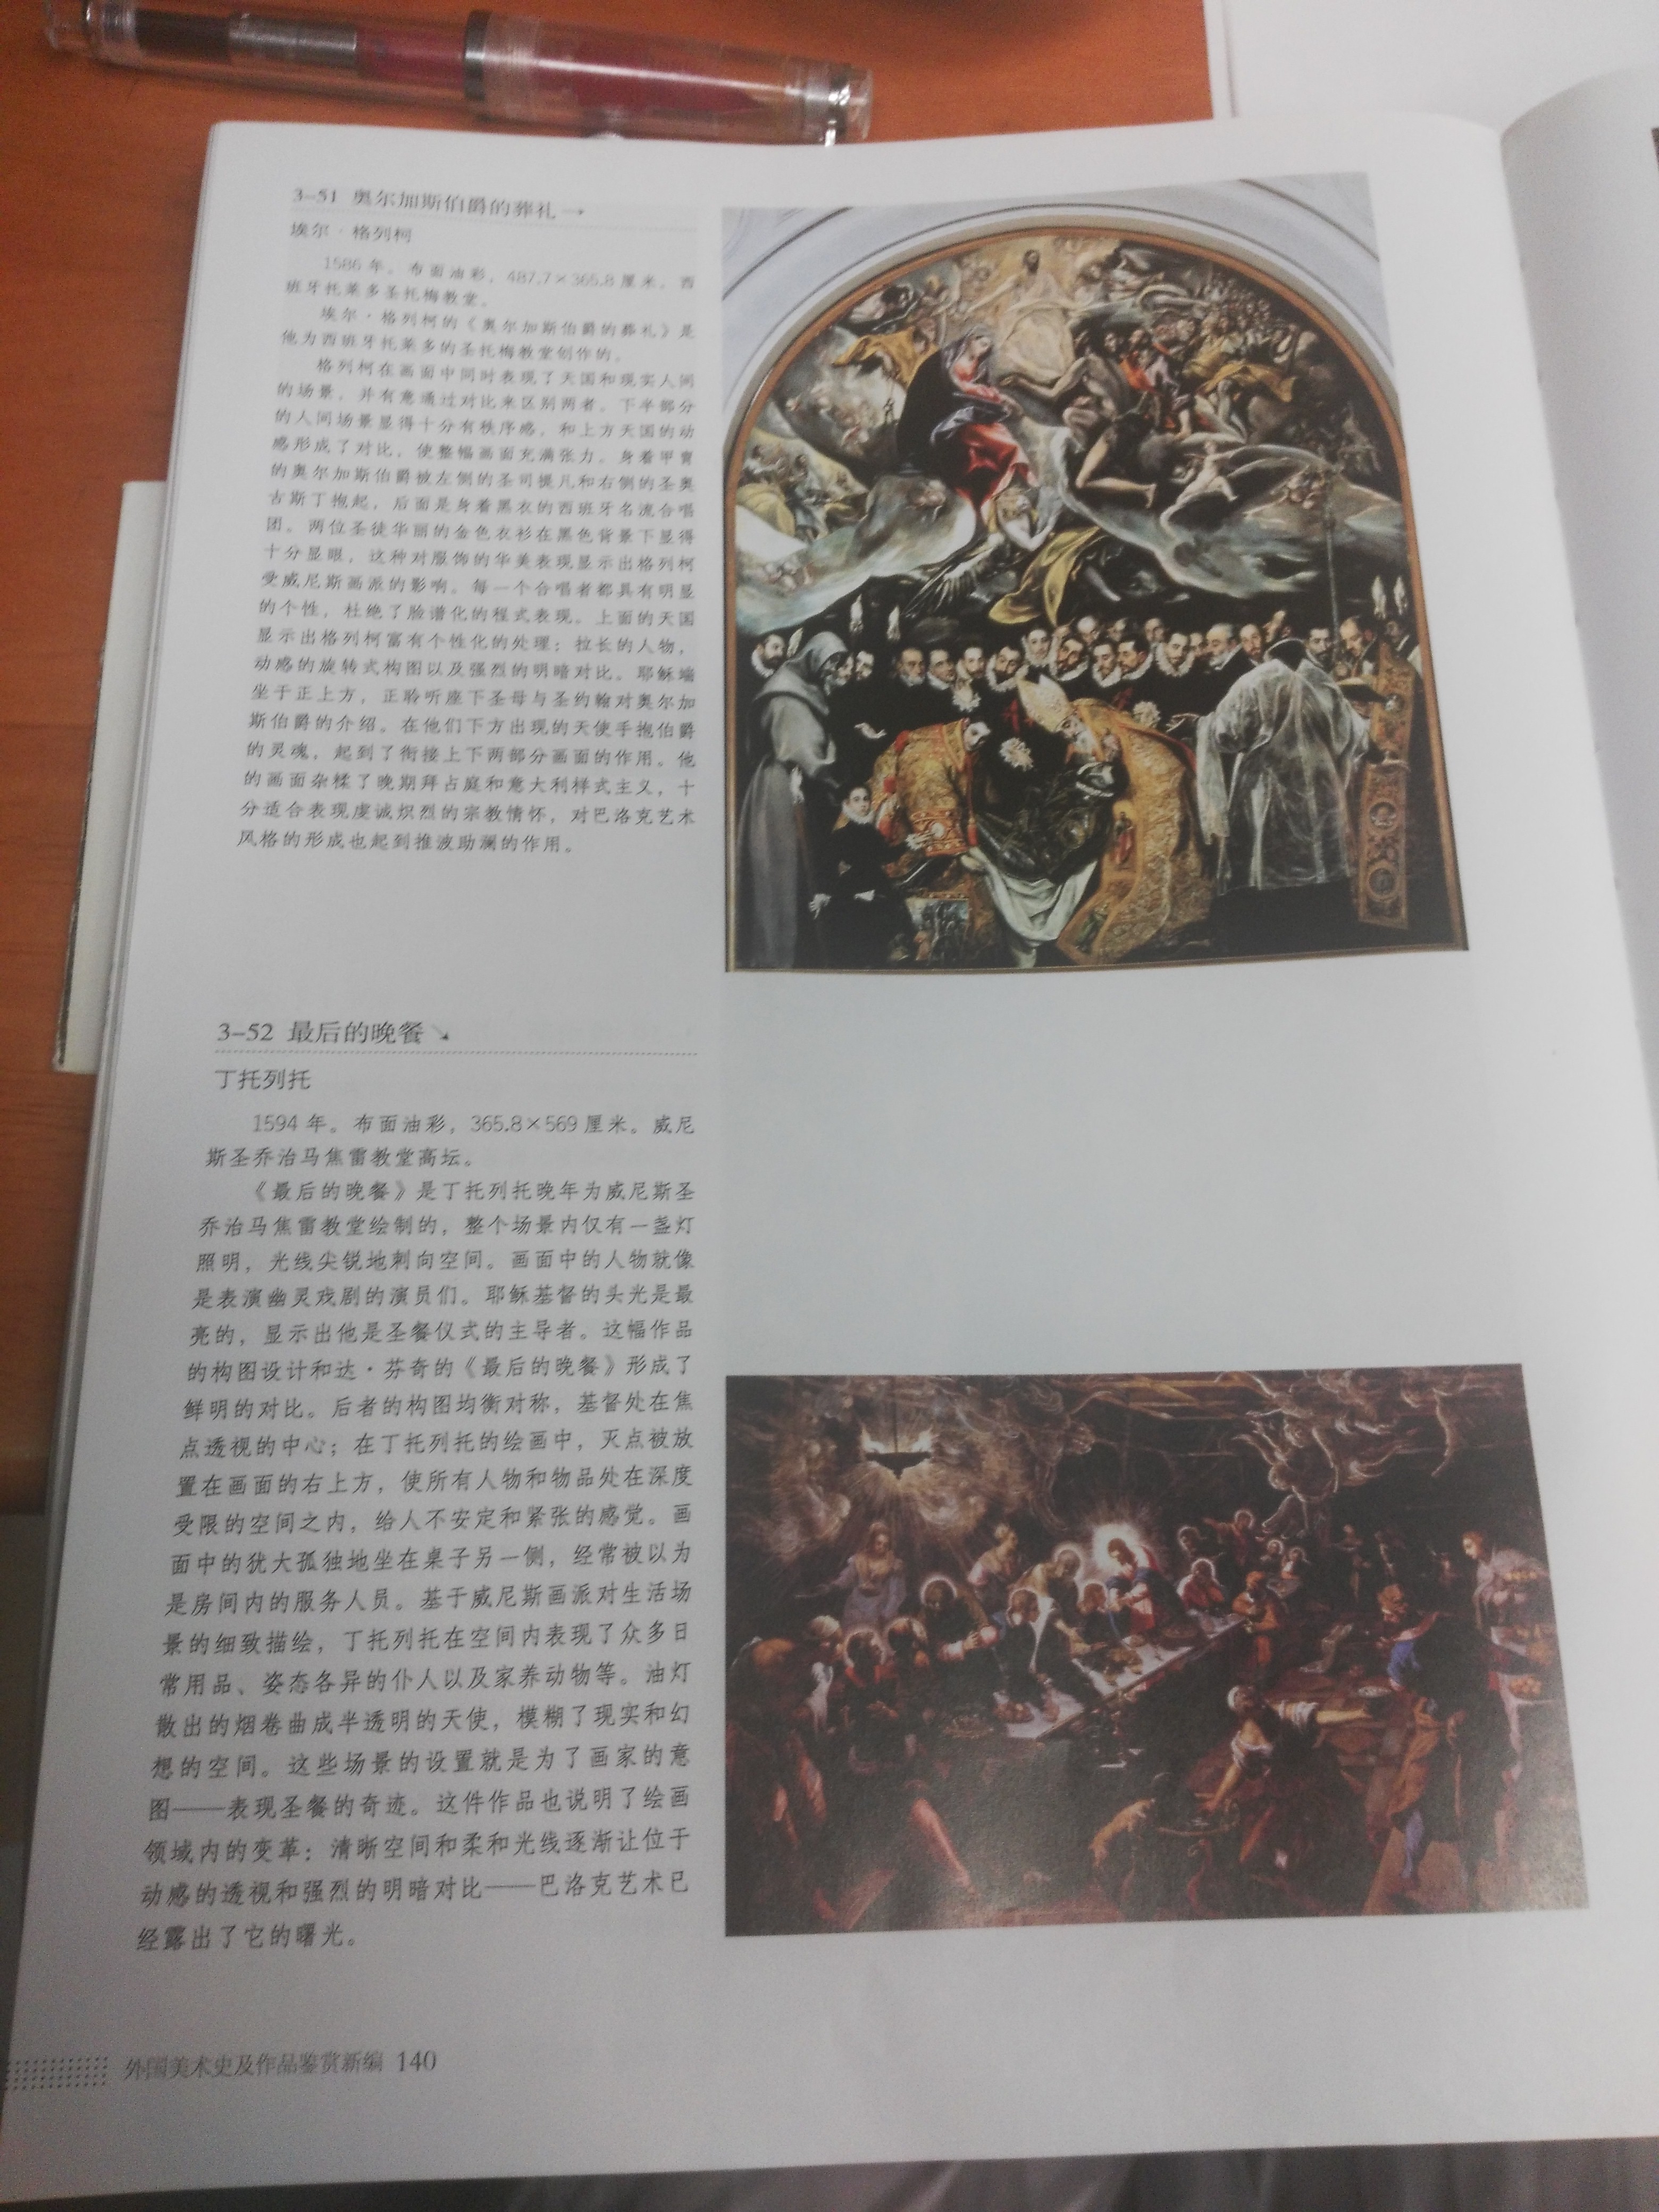 3-51 奥尔加斯伯爵的葬礼→
埃尔·格列柯
1586 年。布面油彩，487.7×365.8 厘米。西
班牙托莱多圣托梅教堂。
埃尔·格列柯的《奥尔加斯伯爵的葬礼》是
他为西班牙托莱多的圣托梅教堂创作的。
格列柯在画面中同时表现了天国和现实人间
的场景，并有意通过对比来区别两者。下半部分
的人间场景显得十分有秩序感，和上方天国的动
感形成了对比，使整幅画面充满张力。身着甲胄
的奥尔加斯伯爵被左侧的圣司提凡和右侧的圣奥
古斯丁抱起，后面是身着黑衣的西班牙名流合唱
团。两位圣徒华丽的金色衣衫在黑色背景下显得
十分显眼，这种对服饰的华美表现显示出格列柯
受威尼斯画派的影响。每一个合唱者都具有明显
的个性，杜绝了脸谱化的程式表现。上面的天国
显示出格列柯富有个性化的处理：拉长的人物，
动感的旋转式构图以及强烈的明暗对比。耶稣端
坐于正上方，正聆听座下圣母与圣约翰对奥尔加
斯伯爵的介绍。在他们下方出现的天使手抱伯爵
的灵魂，起到了衔接上下两部分画面的作用。他
的画面杂糅了晚期拜占庭和意大利样式主义，十
分适合表现虔诚炽烈的宗教情怀，对巴洛克艺术
风格的形成也起到推波助澜的作用。
3-52 最后的晚餐↘
丁托列托
1594 年。布面油彩，365.8×569 厘米。威尼
斯圣乔治马焦雷教堂高坛。
《最后的晚餐》是丁托列托晚年为威尼斯圣
乔治马焦雷教堂绘制的，整个场景内仅有一盏灯
照明，光线尖锐地刺向空间。画面中的人物就像
是表演幽灵戏剧的演员们。耶稣基督的头光是最
亮的，显示出他是圣餐仪式的主导者。这幅作品
的构图设计和达·芬奇的《最后的晚餐》形成了
鲜明的对比。后者的构图均衡对称，基督处在焦
点透视的中心；在丁托列托的绘画中，灭点被放
置在画面的右上方，使所有人物和物品处在深度
受限的空间之内，给人不安定和紧张的感觉。画
面中的犹大孤独地坐在桌子另一侧，经常被以为
是房间内的服务人员。基于威尼斯画派对生活场
景的细致描绘，丁托列托在空间内表现了众多日
常用品、姿态各异的仆人以及家养动物等。油灯
散出的烟卷曲成半透明的天使，模糊了现实和幻
想的空间。这些场景的设置就是为了画家的意
图——表现圣餐的奇迹。这件作品也说明了绘画
领域内的变革：清晰空间和柔和光线逐渐让位于
动感的透视和强烈的明暗对比——巴洛克艺术已
经露出了它的曙光。
外国美术史及作品鉴赏新编 140